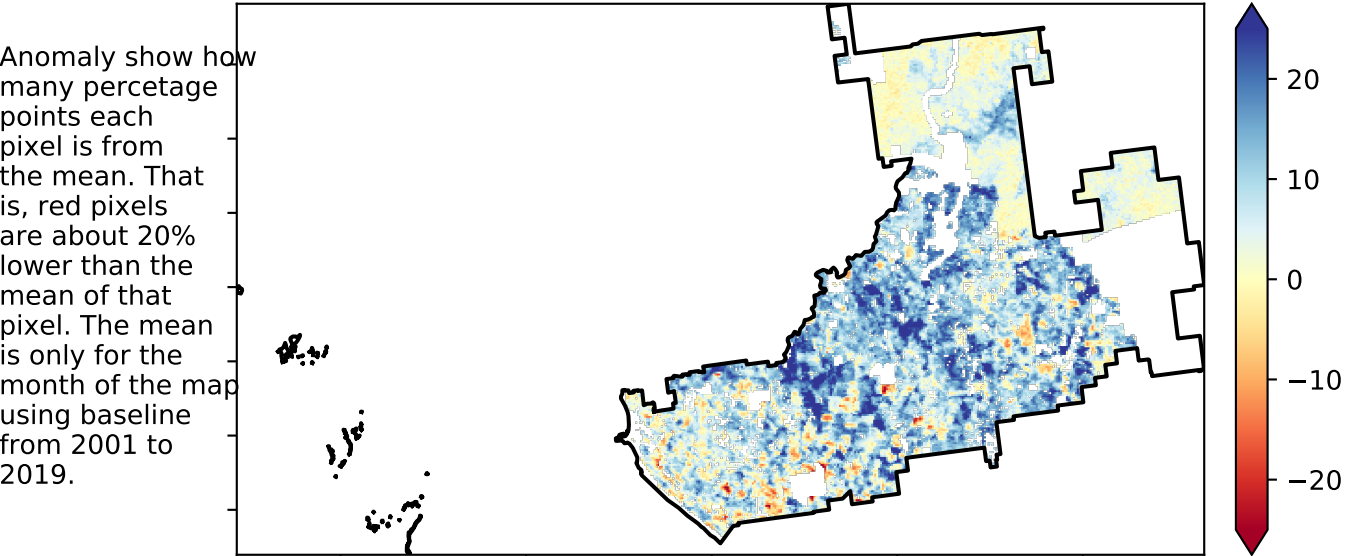 Anomaly show how
many percetage
points each
pixel is from
the mean. That
is, red pixels
are about 20%
lower than the
mean of that
pixel. The mean
is only for the
month of the map
using baseline
from 2001 to
2019.
20
10
0
−10
−20